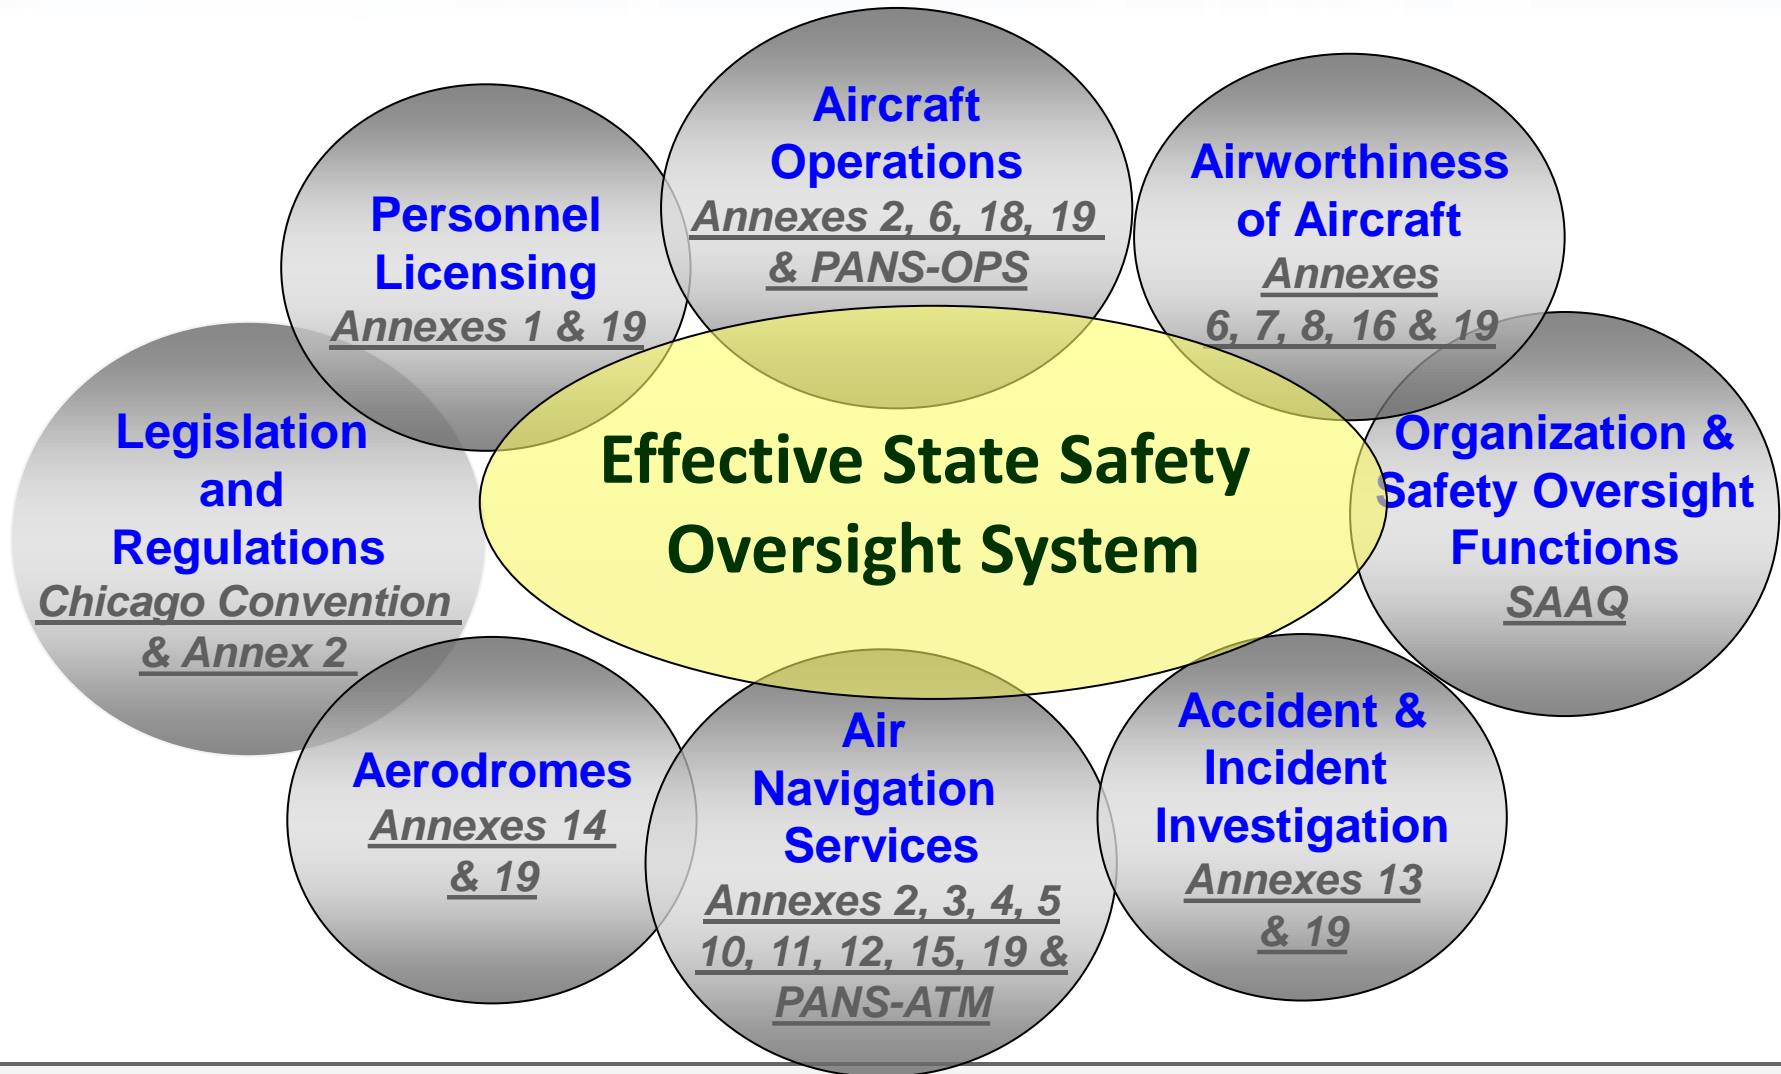 Aircraft
Operations
Annexes 2, 6, 18, 19
& PANS-OPS
Airworthiness
of Aircraft
Annexes
6, 7, 8, 16 & 19
Personnel
Licensing
Annexes 1 & 19
Legislation
and
Regulations
Chicago Convention
& Annex 2
Effective State Safety
Oversight System
Organization &
Safety Oversight
Functions
SAAQ
Aerodromes
Annexes 14
& 19
Air
Navigation
Services
Annexes 2, 3, 4, 5
10, 11, 12, 15, 19 &
PANS-ATM
Accident &
Incident
Investigation
Annexes 13
& 19